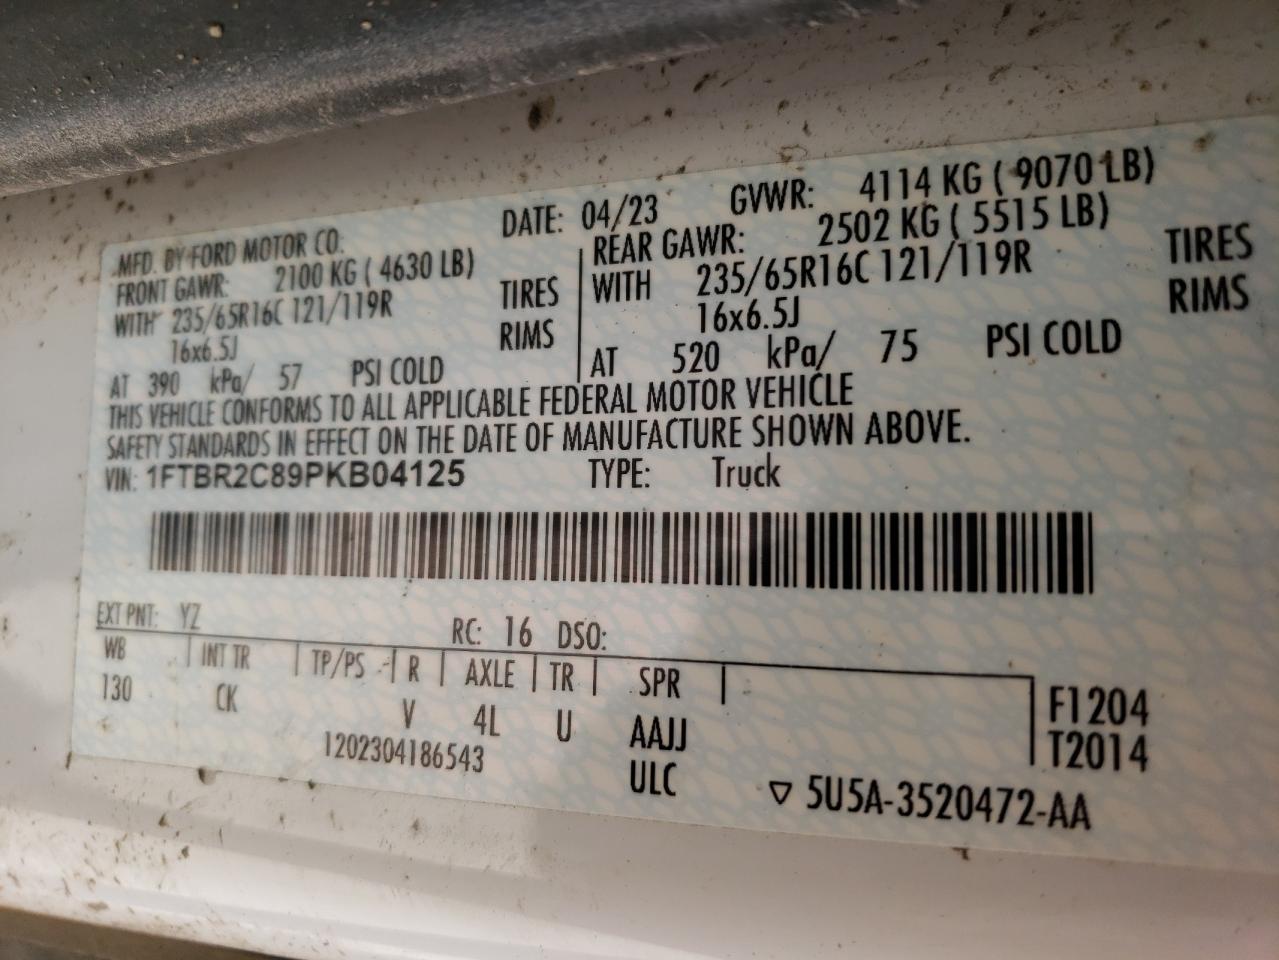 MFD. BY FORD MOTOR CO. DATE: 04/23 GVWR: 4114 KG ( 9070 LB)
FRONT GAWR: 2100 KG ( 4630 LB) REAR GAWR: 2502 KG ( 5515 LB)
WITH 235/65R16C 121/119R TIRES WITH 235/65R16C 121/119R TIRES
16x6.5J RIMS 16x6.5J RIMS
AT 390 kPa/ 57 PSI COLD AT 520 kPa/ 75 PSI COLD
THIS VEHICLE CONFORMS TO ALL APPLICABLE FEDERAL MOTOR VEHICLE
SAFETY STANDARDS IN EFFECT ON THE DATE OF MANUFACTURE SHOWN ABOVE.
VIN: 1FTBR2C89PKB04125 TYPE: Truck
EXT PNT: YZ RC: 16 DSO:
WB INT TR TP/PS R AXLE TR SPR
130 CK V 4L U AAJJ F1204
1202304186543 ULC T2014
5U5A-3520472-AA